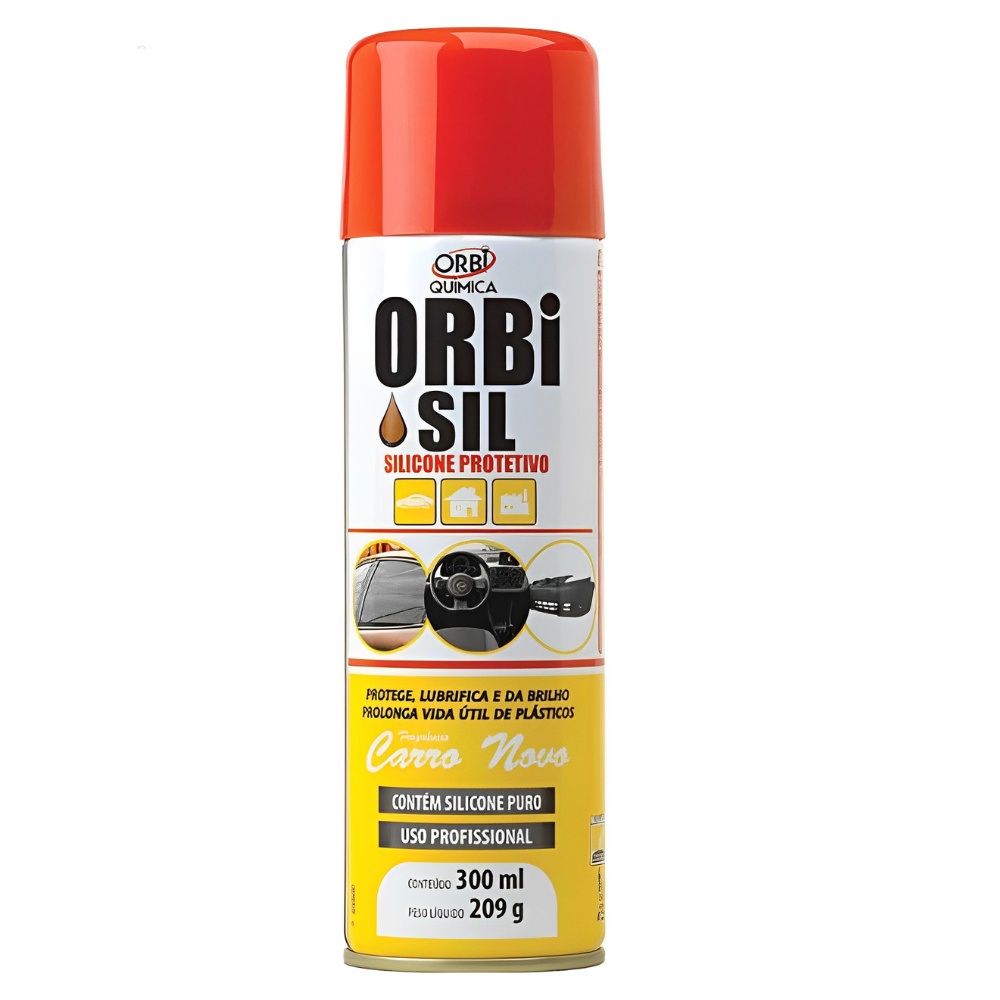 ORBi
QUÍMICA
ORBi
SIL
SILICONE PROTETIVO
PROTEGE, LUBRIFICA E DA BRILHO
PROLONGA VIDA ÚTIL DE PLÁSTICOS
Carro Novo
CONTÉM SILICONE PURO
USO PROFISSIONAL
CONTEÚDO 300 ml
PESO LÍQUIDO 209 g